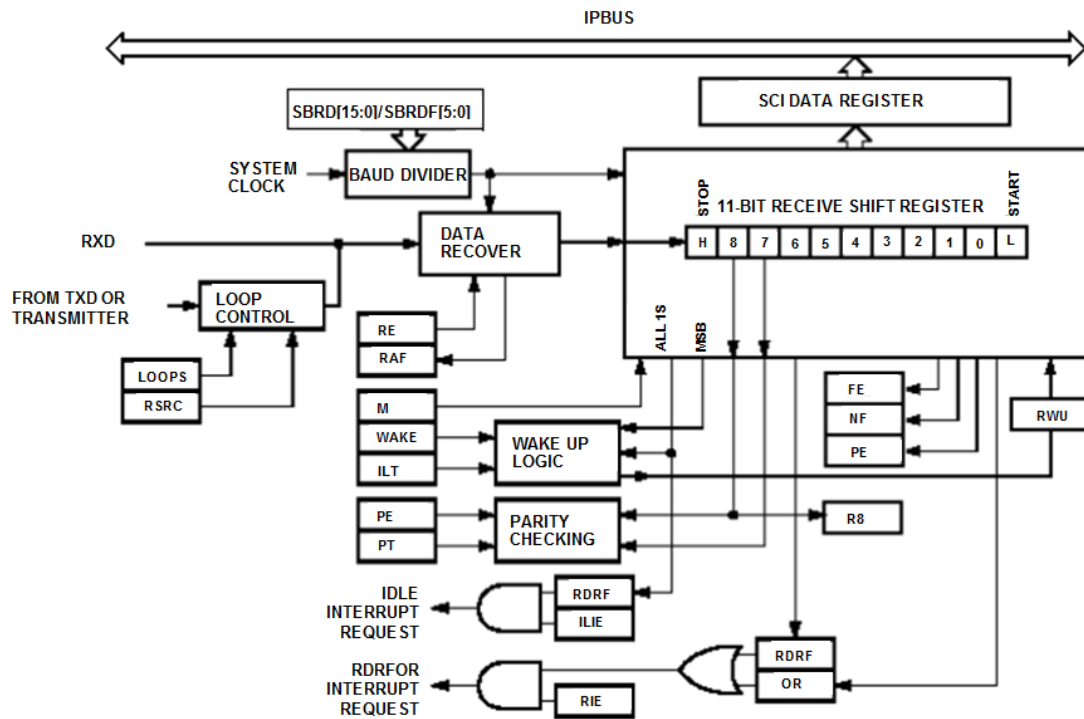 IPBUS
SCI DATA REGISTER
SBRD[15:0]/SBRDF[5:0]
SYSTEM
CLOCK
BAUD DIVIDER
STOP
11-BIT RECEIVE SHIFT REGISTER
START
H 8 7 6 5 4 3 2 1 0 L
RXD
DATA
RECOVER
FROM TXD OR
TRANSMITTER
LOOP
CONTROL
ALL 1S
MSB
RE
RAF
LOOPS
RSRC
M
WAKE
ILT
WAKE UP
LOGIC
FE
NF
PE
RWU
PE
PT
PARITY
CHECKING
R8
IDLE
INTERRUPT
REQUEST
RDRF
ILIE
RDRFOR
INTERRUPT
REQUEST
RIE
RDRF
OR